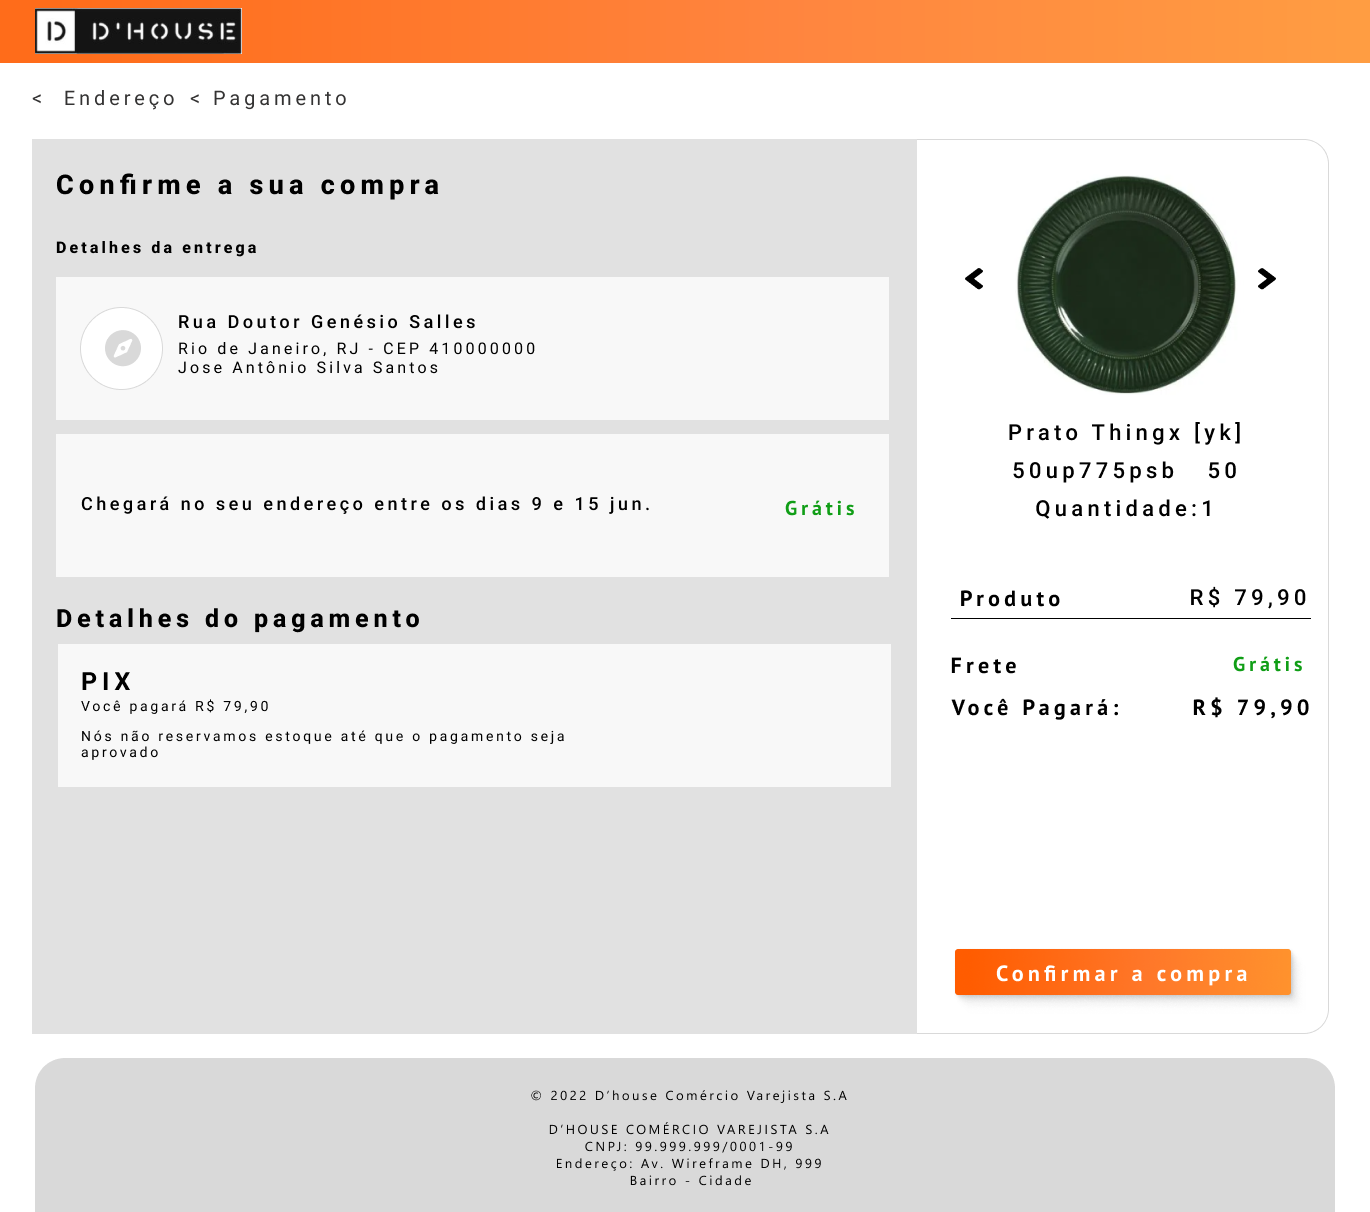 D D'HOUSE
< Endereço < Pagamento
Confirme a sua compra
Detalhes da entrega
Rua Doutor Genésio Salles
Rio de Janeiro, RJ - CEP 410000000
Jose Antônio Silva Santos
Chegará no seu endereço entre os dias 9 e 15 jun.
Grátis
Detalhes do pagamento
PIX
Você pagará R$ 79,90
Nós não reservamos estoque até que o pagamento seja
aprovado
< >
Prato Thingx [yk]
50up775psb 50
Quantidade:1
Produto R$ 79,90
Frete Grátis
Você Pagará: R$ 79,90
Confirmar a compra
© 2022 D’house Comércio Varejista S.A
D’HOUSE COMÉRCIO VAREJISTA S.A
CNPJ: 99.999.999/0001-99
Endereço: Av. Wireframe DH, 999
Bairro - Cidade